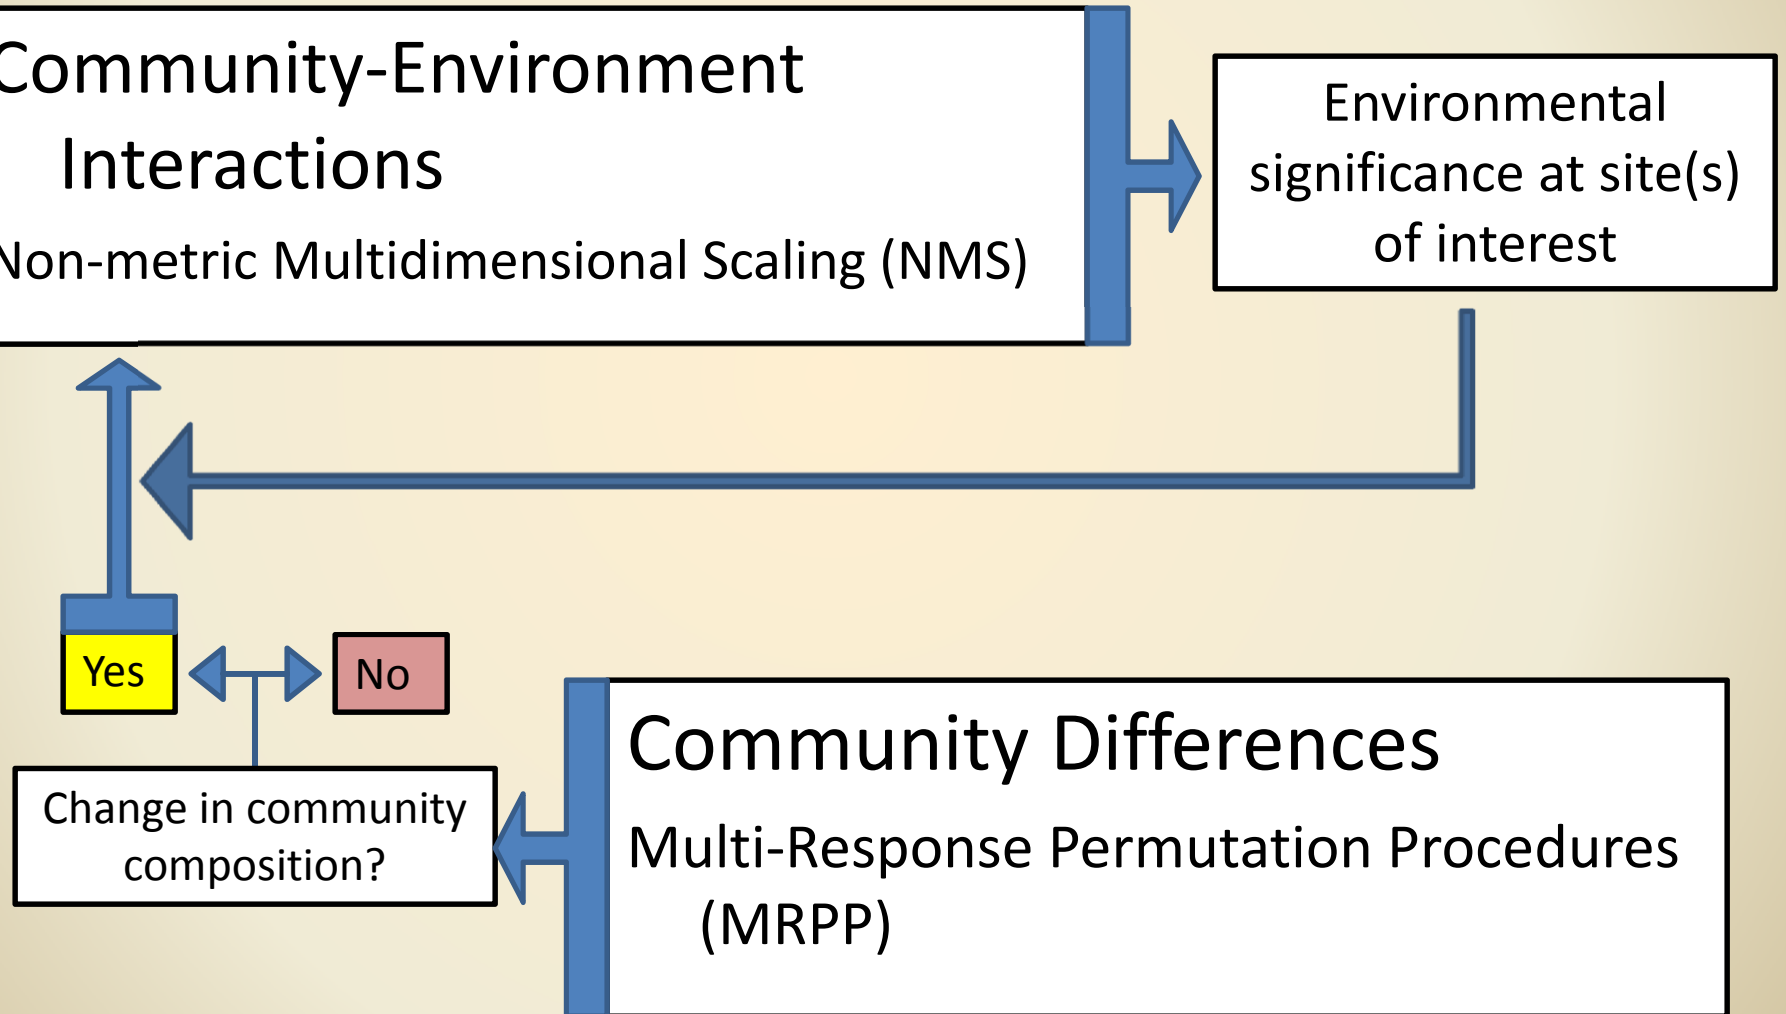 Community-Environment
Interactions
Non-metric Multidimensional Scaling (NMS)
Environmental
significance at site(s)
of interest
Yes
No
Change in community
composition?
Community Differences
Multi-Response Permutation Procedures
(MRPP)